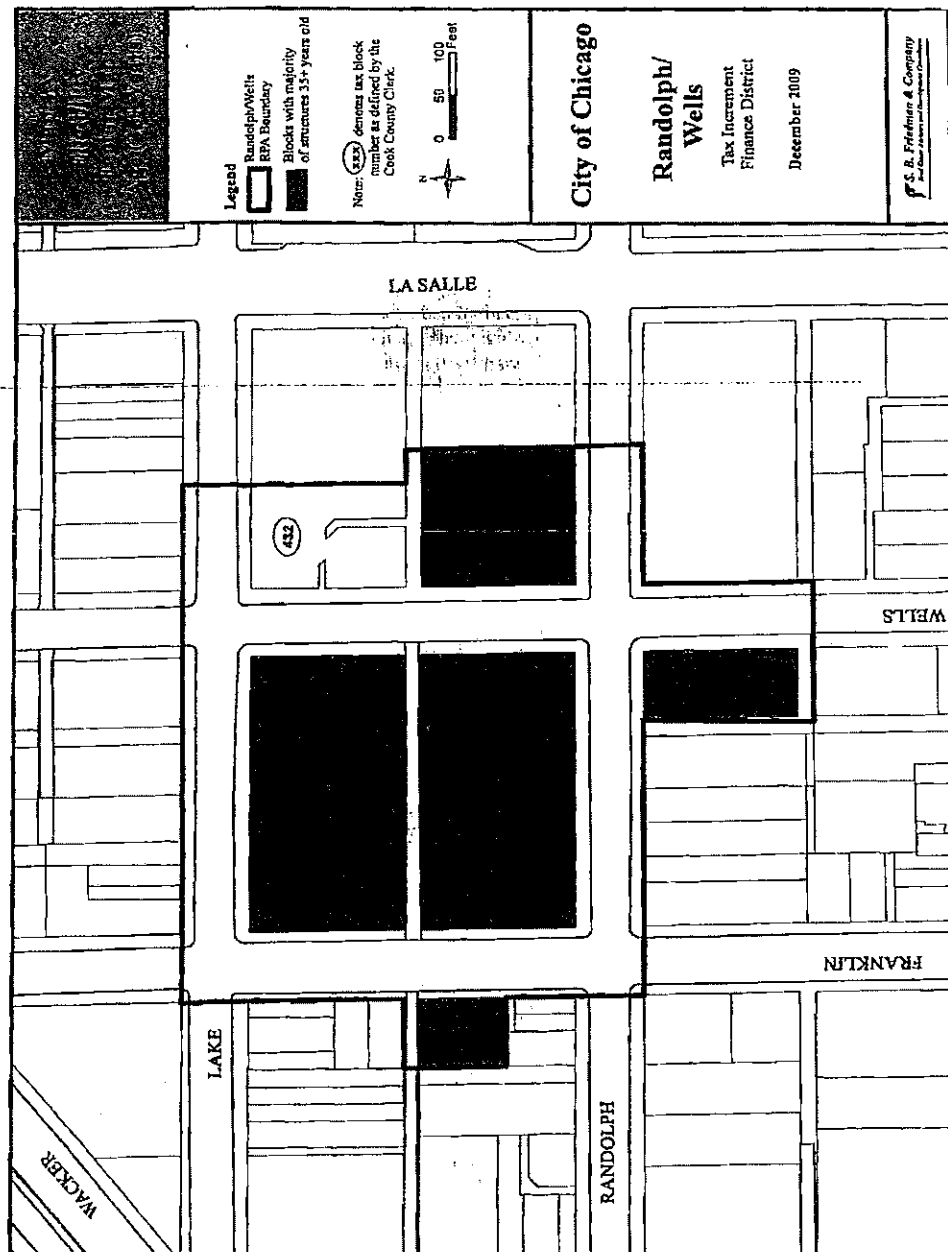 Legend
Randolph/Wells
RPA Boundary
Blocks with majority
of structures 35+ years old
Note: (XXX) denotes tax block
number as defined by the
Cook County Clerk.
N
0 50 100
Feet
City of Chicago
Randolph/
Wells
Tax Increment
Finance District
December 2009
S. B. Friedman & Company
LA SALLE
432
WELLS
FRANKLIN
LAKE
RANDOLPH
WACKER